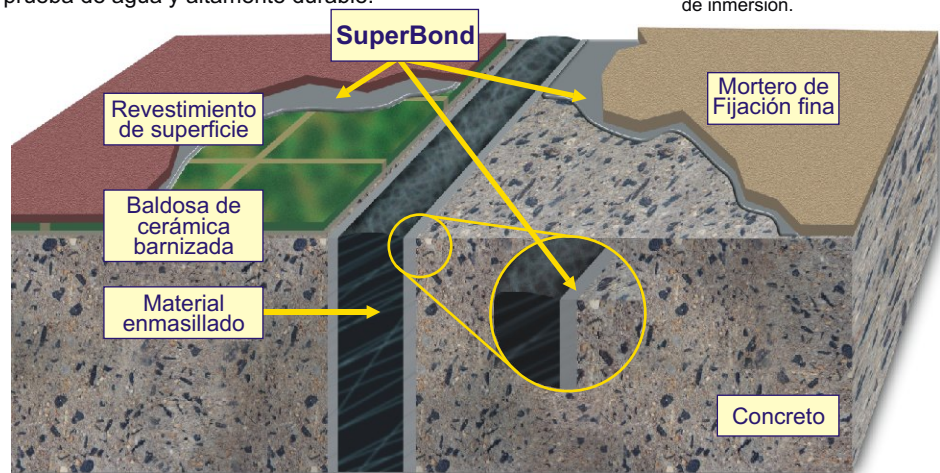 prueba de agua y altamente durable.
de inmersión.
SuperBond
Revestimiento
de superficie
Mortero de
Fijación fina
Baldosa de
cerámica
barnizada
Material
enmasillado
Concreto